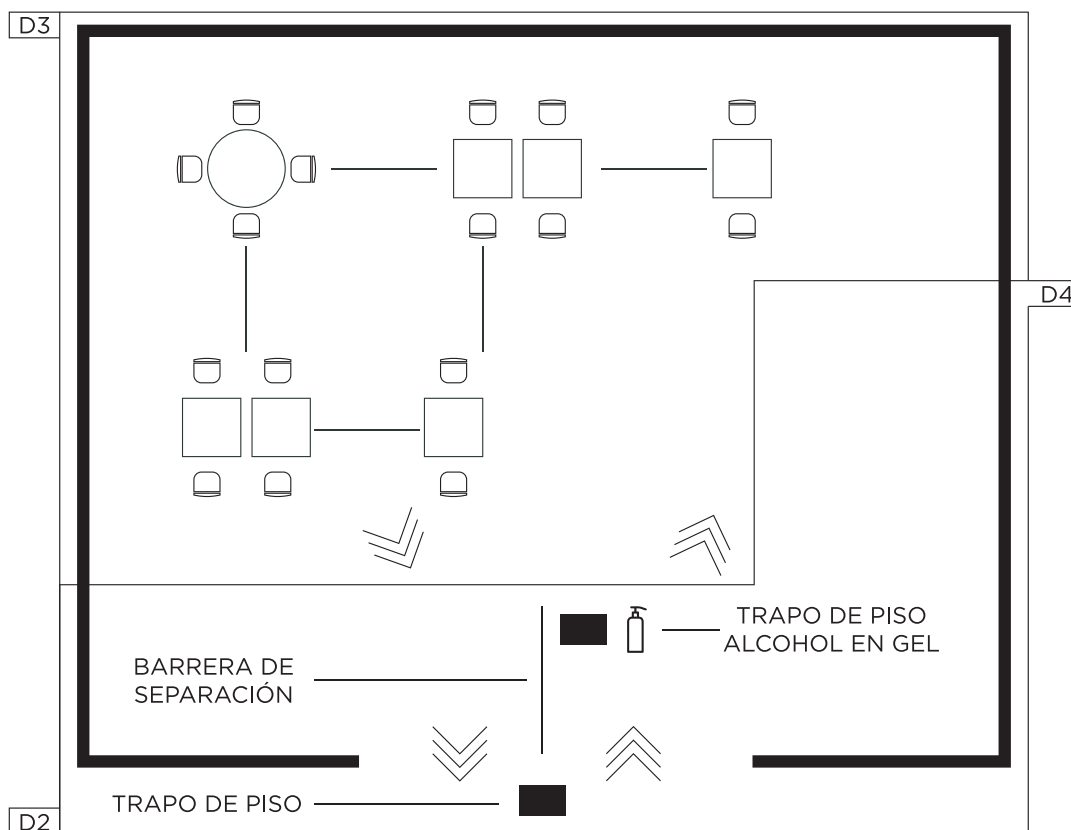 D3
D4
TRAPO DE PISO
ALCOHOL EN GEL
BARRERA DE
SEPARACIÓN
TRAPO DE PISO
D2